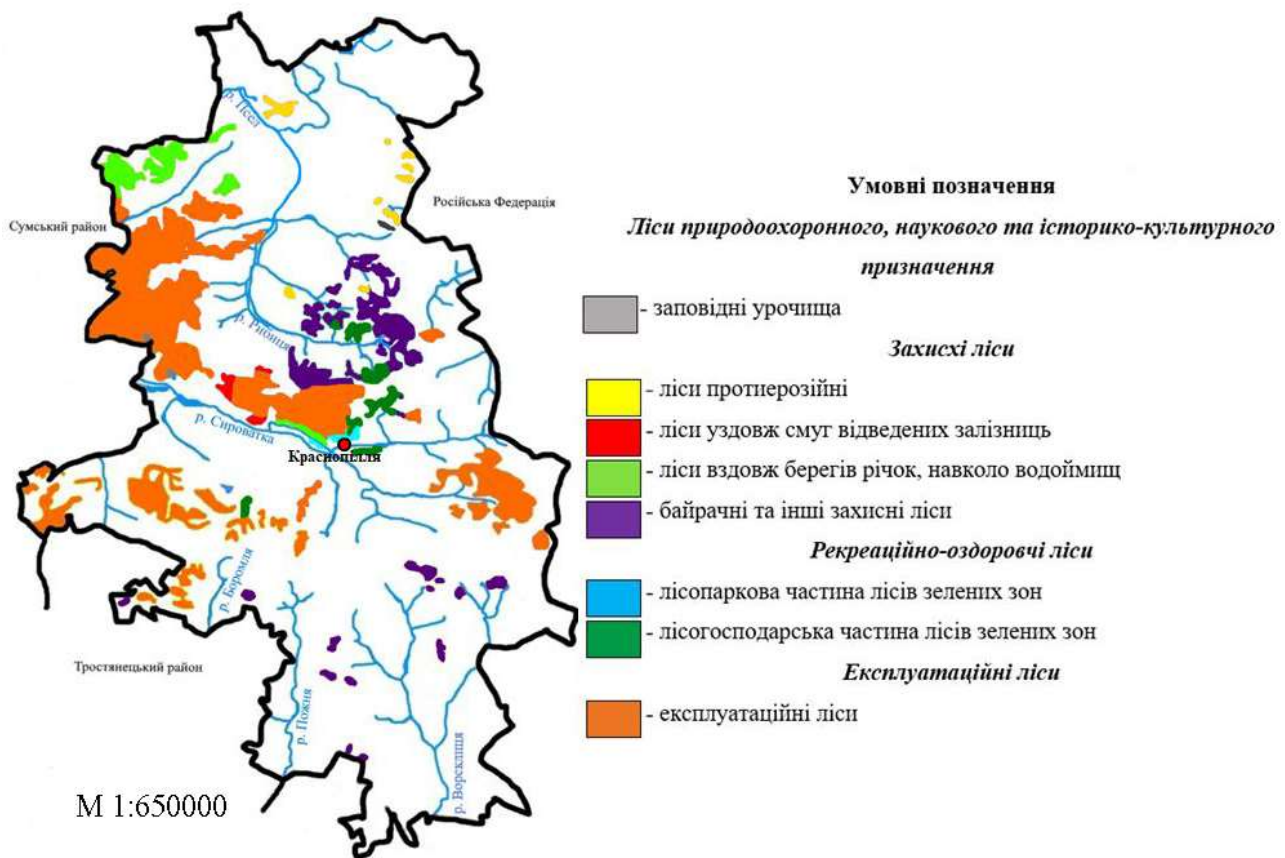 р. Псел
Російська Федерація
Сумський район
р. Рибиця
р. Сироватка
Краснопілля
р. Боромля
Тростянецький район
р. Пожня
р. Ворсклиця
М 1:650000
Умовні позначення
Ліси природоохоронного, наукового та історико-культурного
призначення
- заповідні урочища
Захисхі ліси
- ліси протиерозійні
- ліси уздовж смуг відведених залізниць
- ліси вздовж берегів річок, навколо водоймищ
- байрачні та інші захисні ліси
Рекреаційно-оздоровчі ліси
- лісопаркова частина лісів зелених зон
- лісогосподарська частина лісів зелених зон
Експлуатаційні ліси
- експлуатаційні ліси